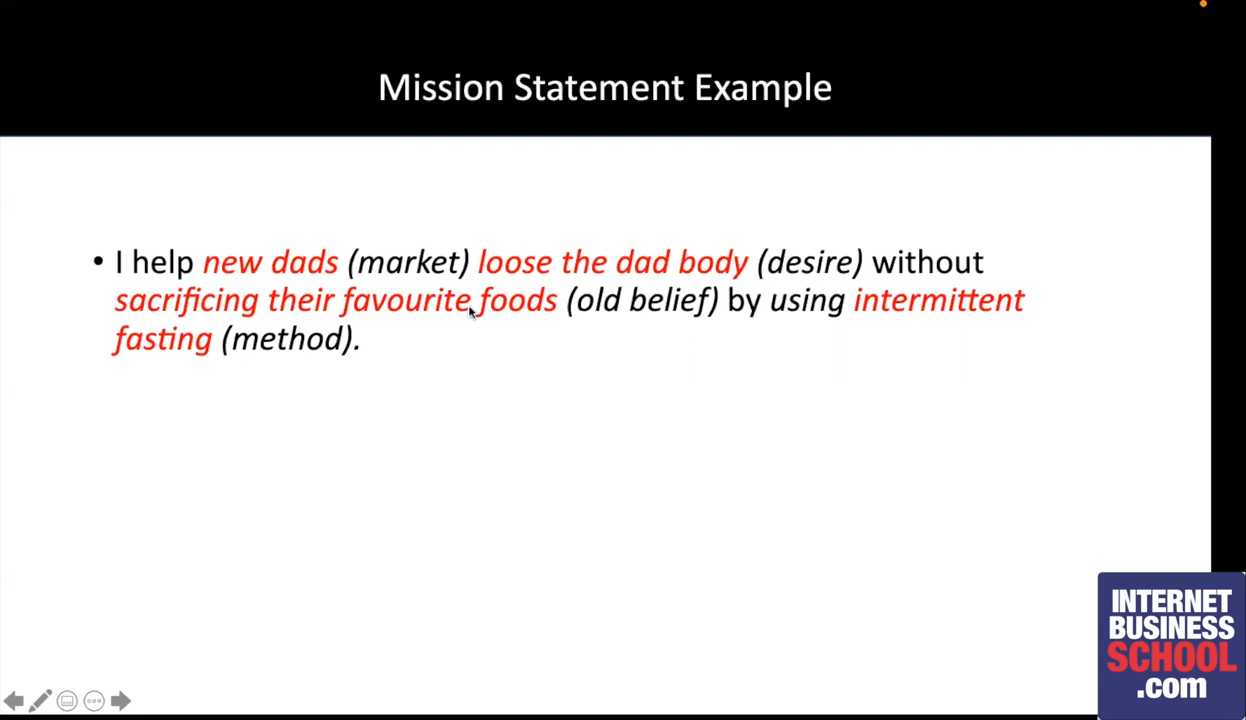 Mission Statement Example
• I help new dads (market) loose the dad body (desire) without
sacrificing their favourite foods (old belief) by using intermittent
fasting (method).
INTERNET
BUSINESS
SCHOOL
.com